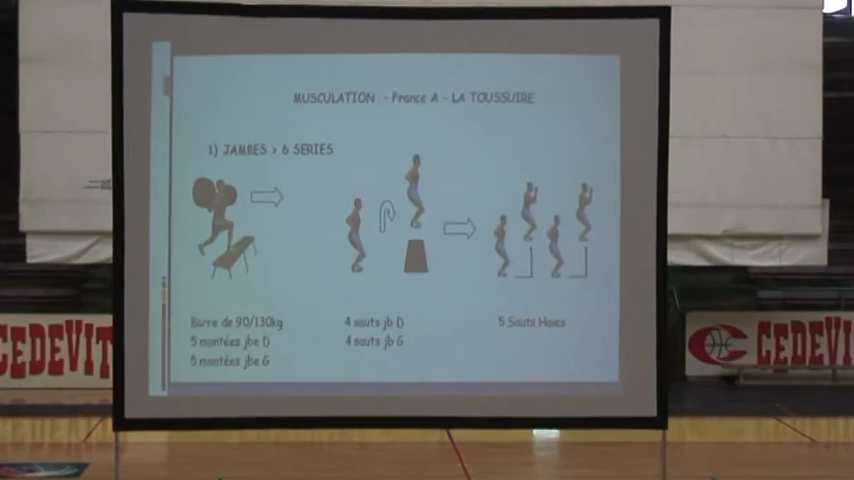 MUSCULATION - France A - LA TOUSSUIRE
1) JAMBES > 6 SERIES
Barre de 90/130kg
5 montées jbe D
5 montées jbe G
4 sauts jb D
4 sauts jb G
5 Sauts Haies
CEDEVIT
CEDEVIT